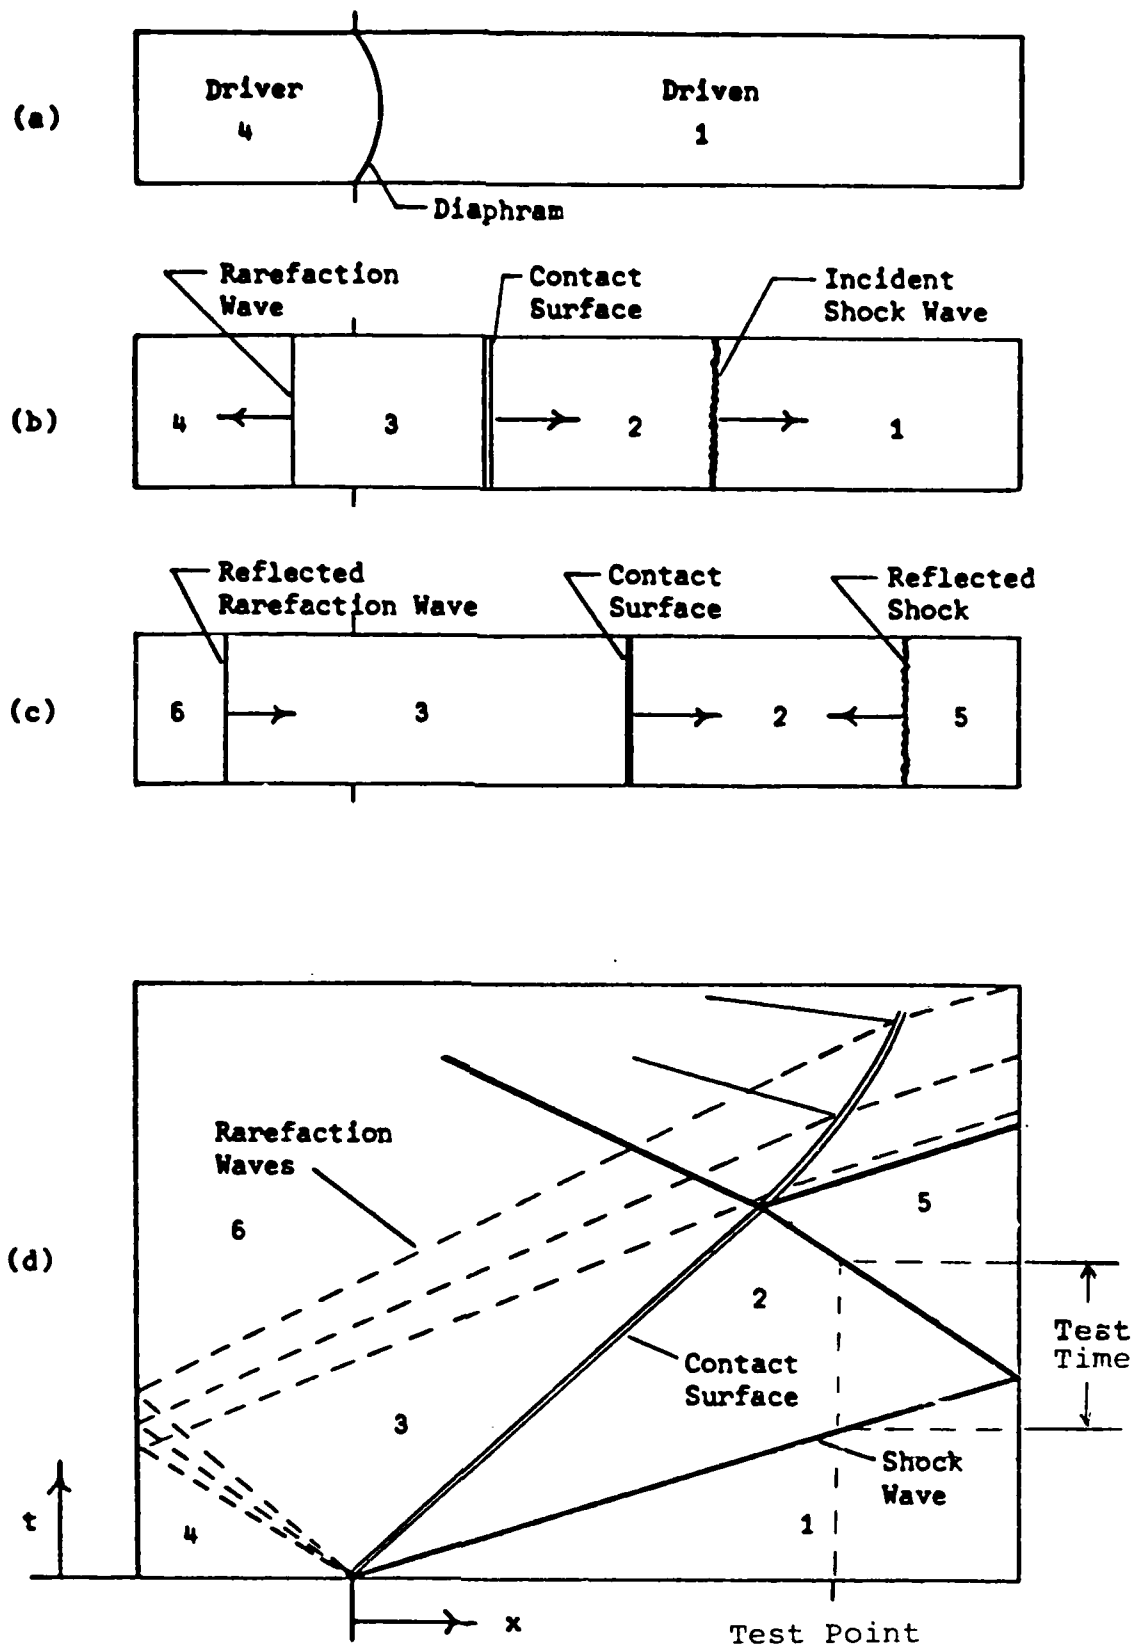 (a)
Driver
4
Driven
1
Diaphram
Rarefaction
Wave
Contact
Surface
Incident
Shock Wave
(b)
4
3
2
1
Reflected
Rarefaction Wave
Contact
Surface
Reflected
Shock
(c)
6
3
2
5
(d)
Rarefaction
Waves
6
5
2
Test
Time
Contact
Surface
3
Shock
Wave
t
4
1
x
Test Point